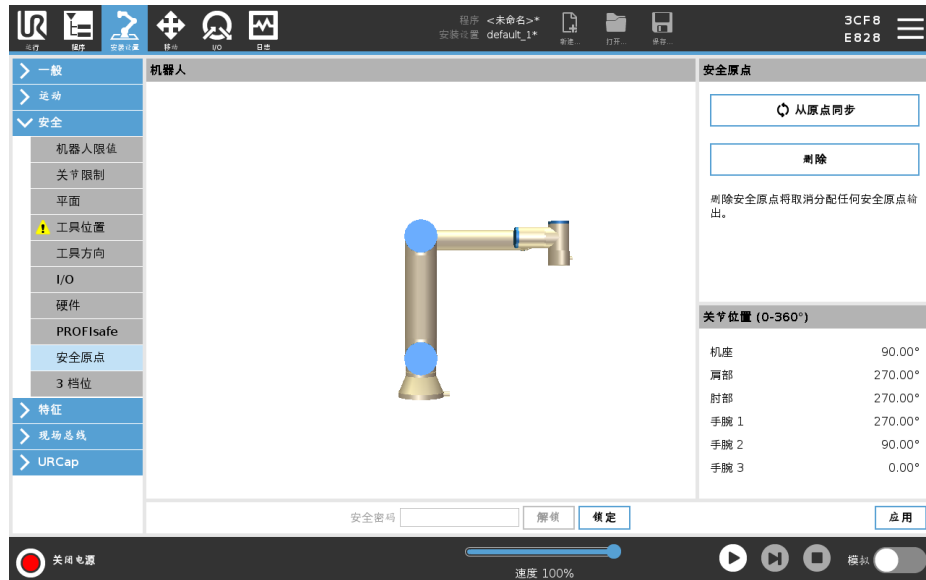 UR
程序 <未命名>*
安装设置 default_1*
3CF8
E828
运行
程序
安装设置
移动
I/O
日志
新建...
打开...
保存...
一般
运动
安全
机器人限值
关节限制
平面
工具位置
工具方向
I/O
硬件
PROFIsafe
安全原点
3 档位
特征
现场总线
URCap
机器人
安全原点
从原点同步
删除
删除安全原点将取消分配任何安全原点输
出。
关节位置 (0-360°)
机座 90.00°
肩部 270.00°
肘部 270.00°
手腕 1 270.00°
手腕 2 90.00°
手腕 3 0.00°
安全密码
解锁
锁定
应用
关闭电源
速度 100%
模拟